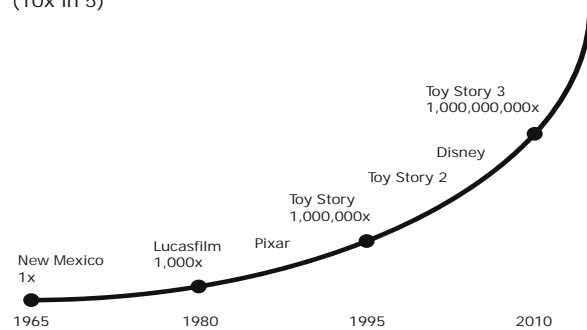 (10x in 5)
Toy Story 3
1,000,000,000x
Disney
Toy Story 2
Toy Story
1,000,000x
Pixar
Lucasfilm
1,000x
New Mexico
1x
1965 1980 1995 2010